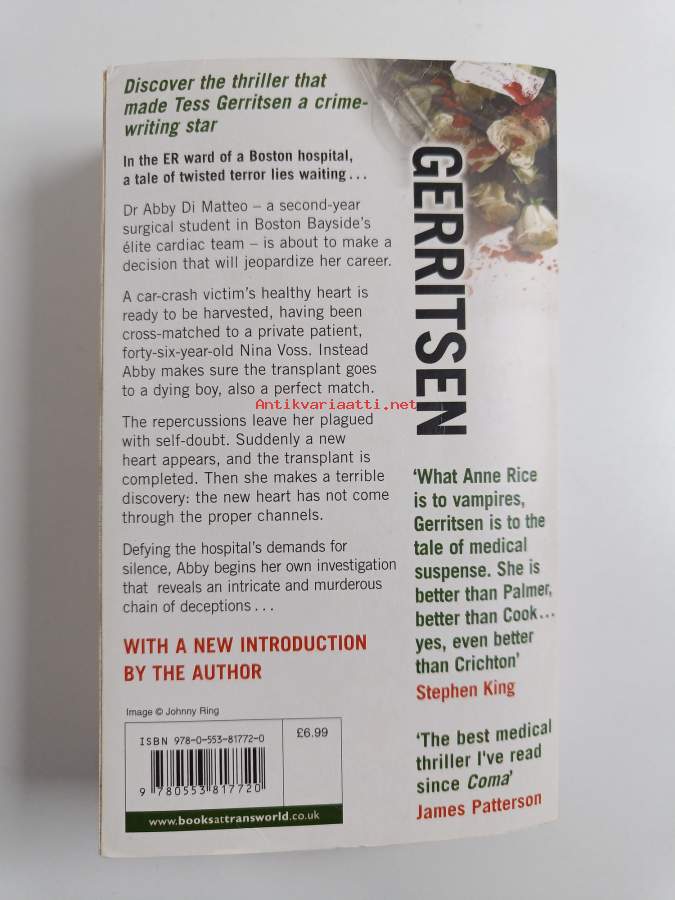 Discover the thriller that
made Tess Gerritsen a crime-
writing star
In the ER ward of a Boston hospital,
a tale of twisted terror lies waiting...
Dr Abby Di Matteo – a second-year
surgical student in Boston Bayside's
élite cardiac team – is about to make a
decision that will jeopardize her career.
A car-crash victim's healthy heart is
ready to be harvested, having been
cross-matched to a private patient,
forty-six-year-old Nina Voss. Instead
Abby makes sure the transplant goes
to a dying boy, also a perfect match.
Antikvariaatti.net
The repercussions leave her plagued
with self-doubt. Suddenly a new
heart appears, and the transplant is
completed. Then she makes a terrible
discovery: the new heart has not come
through the proper channels.
Defying the hospital's demands for
silence, Abby begins her own investigation
that reveals an intricate and murderous
chain of deceptions...
WITH A NEW INTRODUCTION
BY THE AUTHOR
Image © Johnny Ring
ISBN 978-0-553-81772-0
£6.99
9 780553 817720
www.booksattransworld.co.uk
GERRITSEN
'What Anne Rice
is to vampires,
Gerritsen is to the
tale of medical
suspense. She is
better than Palmer,
better than Cook...
yes, even better
than Crichton'
Stephen King
'The best medical
thriller I've read
since Coma'
James Patterson